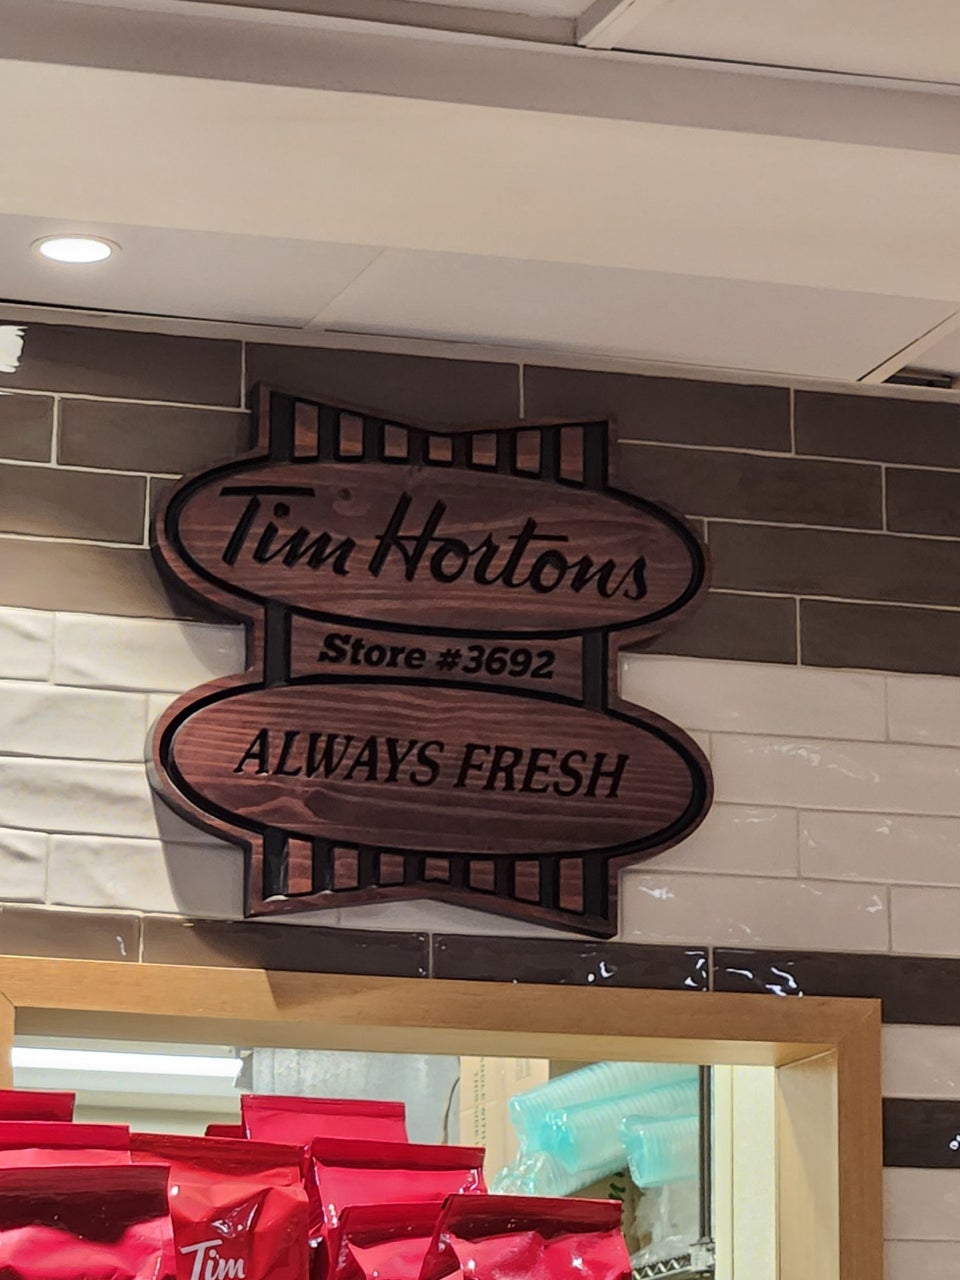 Tim Hortons
Store #3692
ALWAYS FRESH
Tim